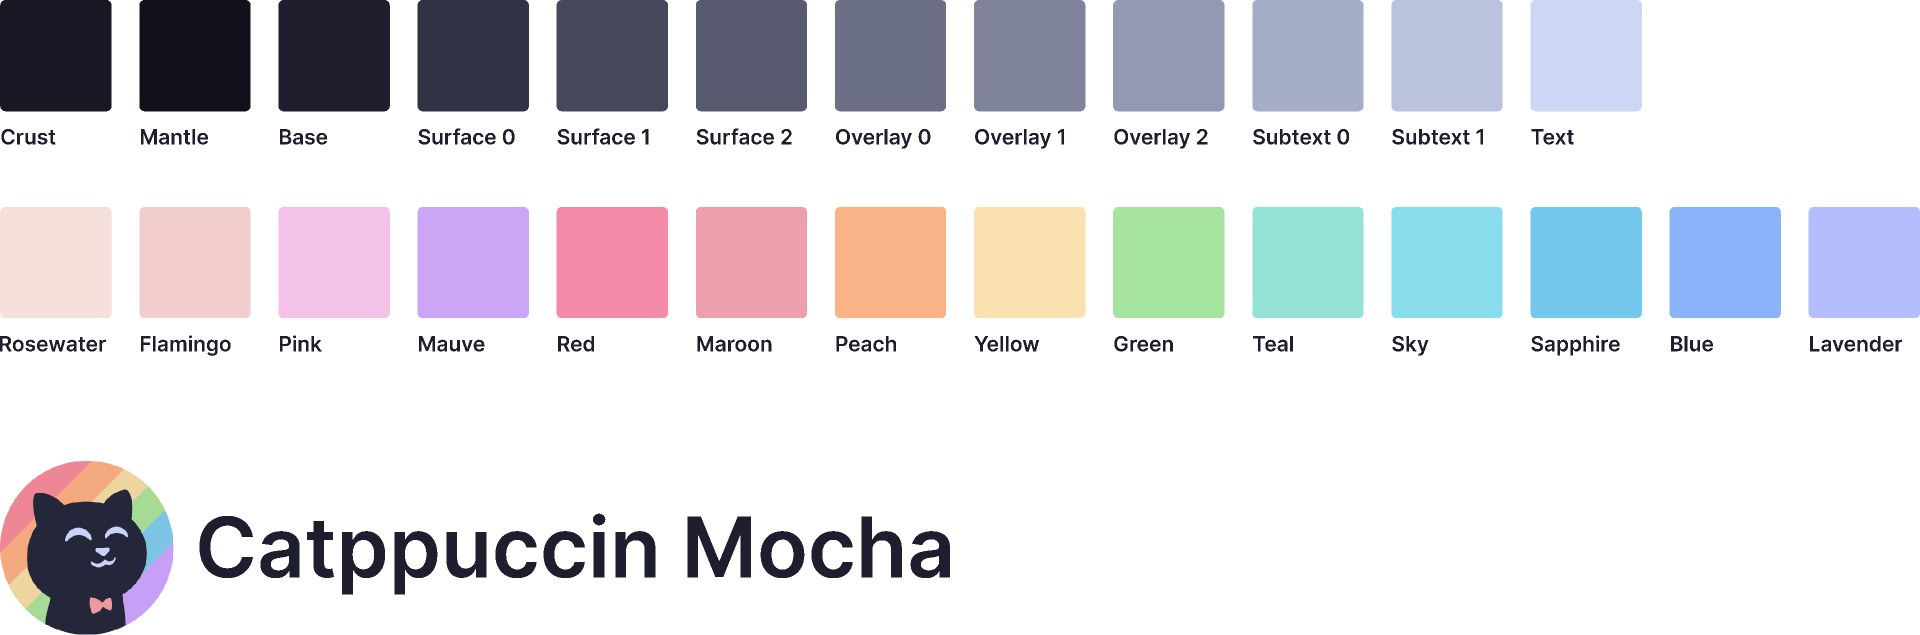 Crust Mantle Base Surface 0 Surface 1 Surface 2 Overlay 0 Overlay 1 Overlay 2 Subtext 0 Subtext 1 Text
Rosewater Flamingo Pink Mauve Red Maroon Peach Yellow Green Teal Sky Sapphire Blue Lavender
Catppuccin Mocha